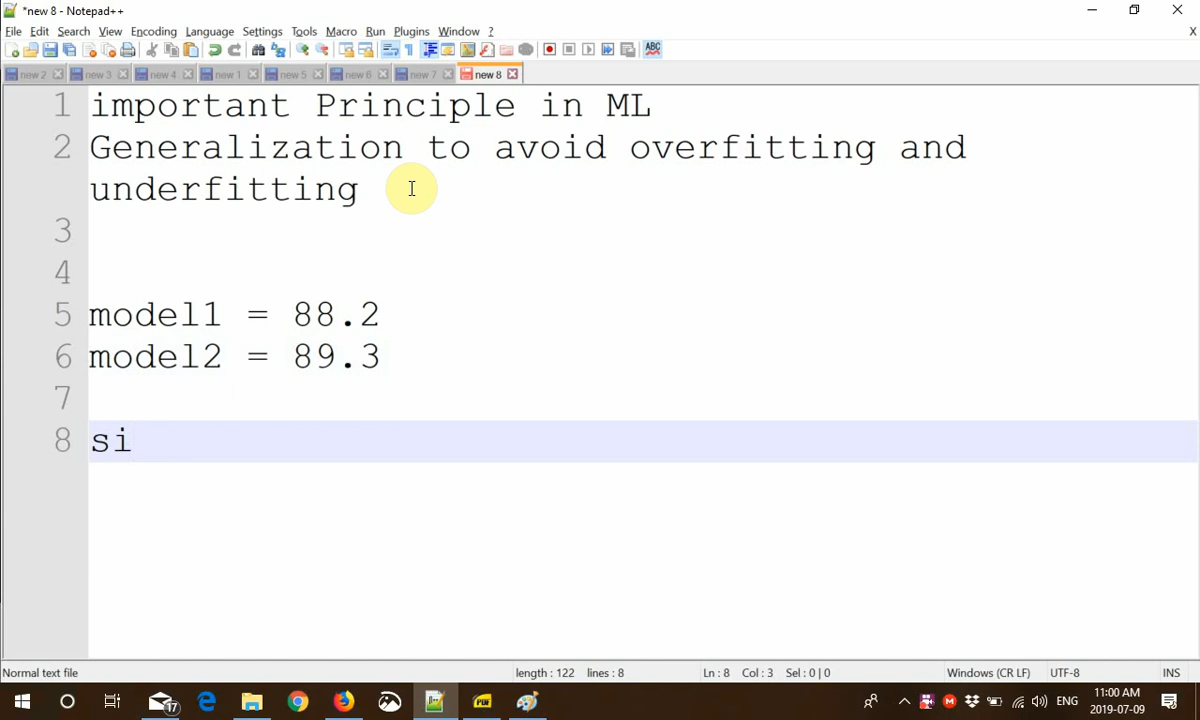 *new 8 - Notepad++
File Edit Search View Encoding Language Settings Tools Macro Run Plugins Window ?
X
ABC
new 2 new 3 new 4 new 1 new 5 new 6 new 7 new 8
1 important Principle in ML
2 Generalization to avoid overfitting and
underfitting
3
4
5 model1 = 88.2
6 model2 = 89.3
7
8 si
Normal text file length : 122 lines : 8 Ln : 8 Col : 3 Sel : 0 | 0 Windows (CR LF) UTF-8 INS
17 PDF ENG 11:00 AM
2019-07-09